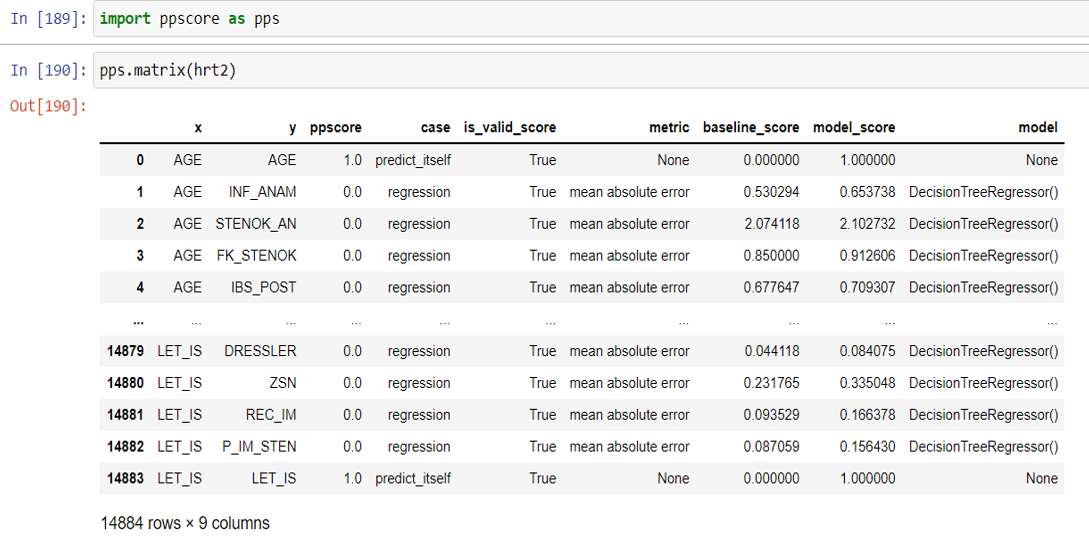 In [189]: import ppscore as pps
In [190]: pps.matrix(hrt2)
Out[190]:
x y ppscore case is_valid_score metric baseline_score model_score model
0 AGE AGE 1.0 predict_itself True None 0.000000 1.000000 None
1 AGE INF_ANAM 0.0 regression True mean absolute error 0.530294 0.653738 DecisionTreeRegressor()
2 AGE STENOK_AN 0.0 regression True mean absolute error 2.074118 2.102732 DecisionTreeRegressor()
3 AGE FK_STENOK 0.0 regression True mean absolute error 0.850000 0.912606 DecisionTreeRegressor()
4 AGE IBS_POST 0.0 regression True mean absolute error 0.677647 0.709307 DecisionTreeRegressor()
... ... ... ... ... ... ... ... ... ...
14879 LET_IS DRESSLER 0.0 regression True mean absolute error 0.044118 0.084075 DecisionTreeRegressor()
14880 LET_IS ZSN 0.0 regression True mean absolute error 0.231765 0.335048 DecisionTreeRegressor()
14881 LET_IS REC_IM 0.0 regression True mean absolute error 0.093529 0.166378 DecisionTreeRegressor()
14882 LET_IS P_IM_STEN 0.0 regression True mean absolute error 0.087059 0.156430 DecisionTreeRegressor()
14883 LET_IS LET_IS 1.0 predict_itself True None 0.000000 1.000000 None
14884 rows × 9 columns